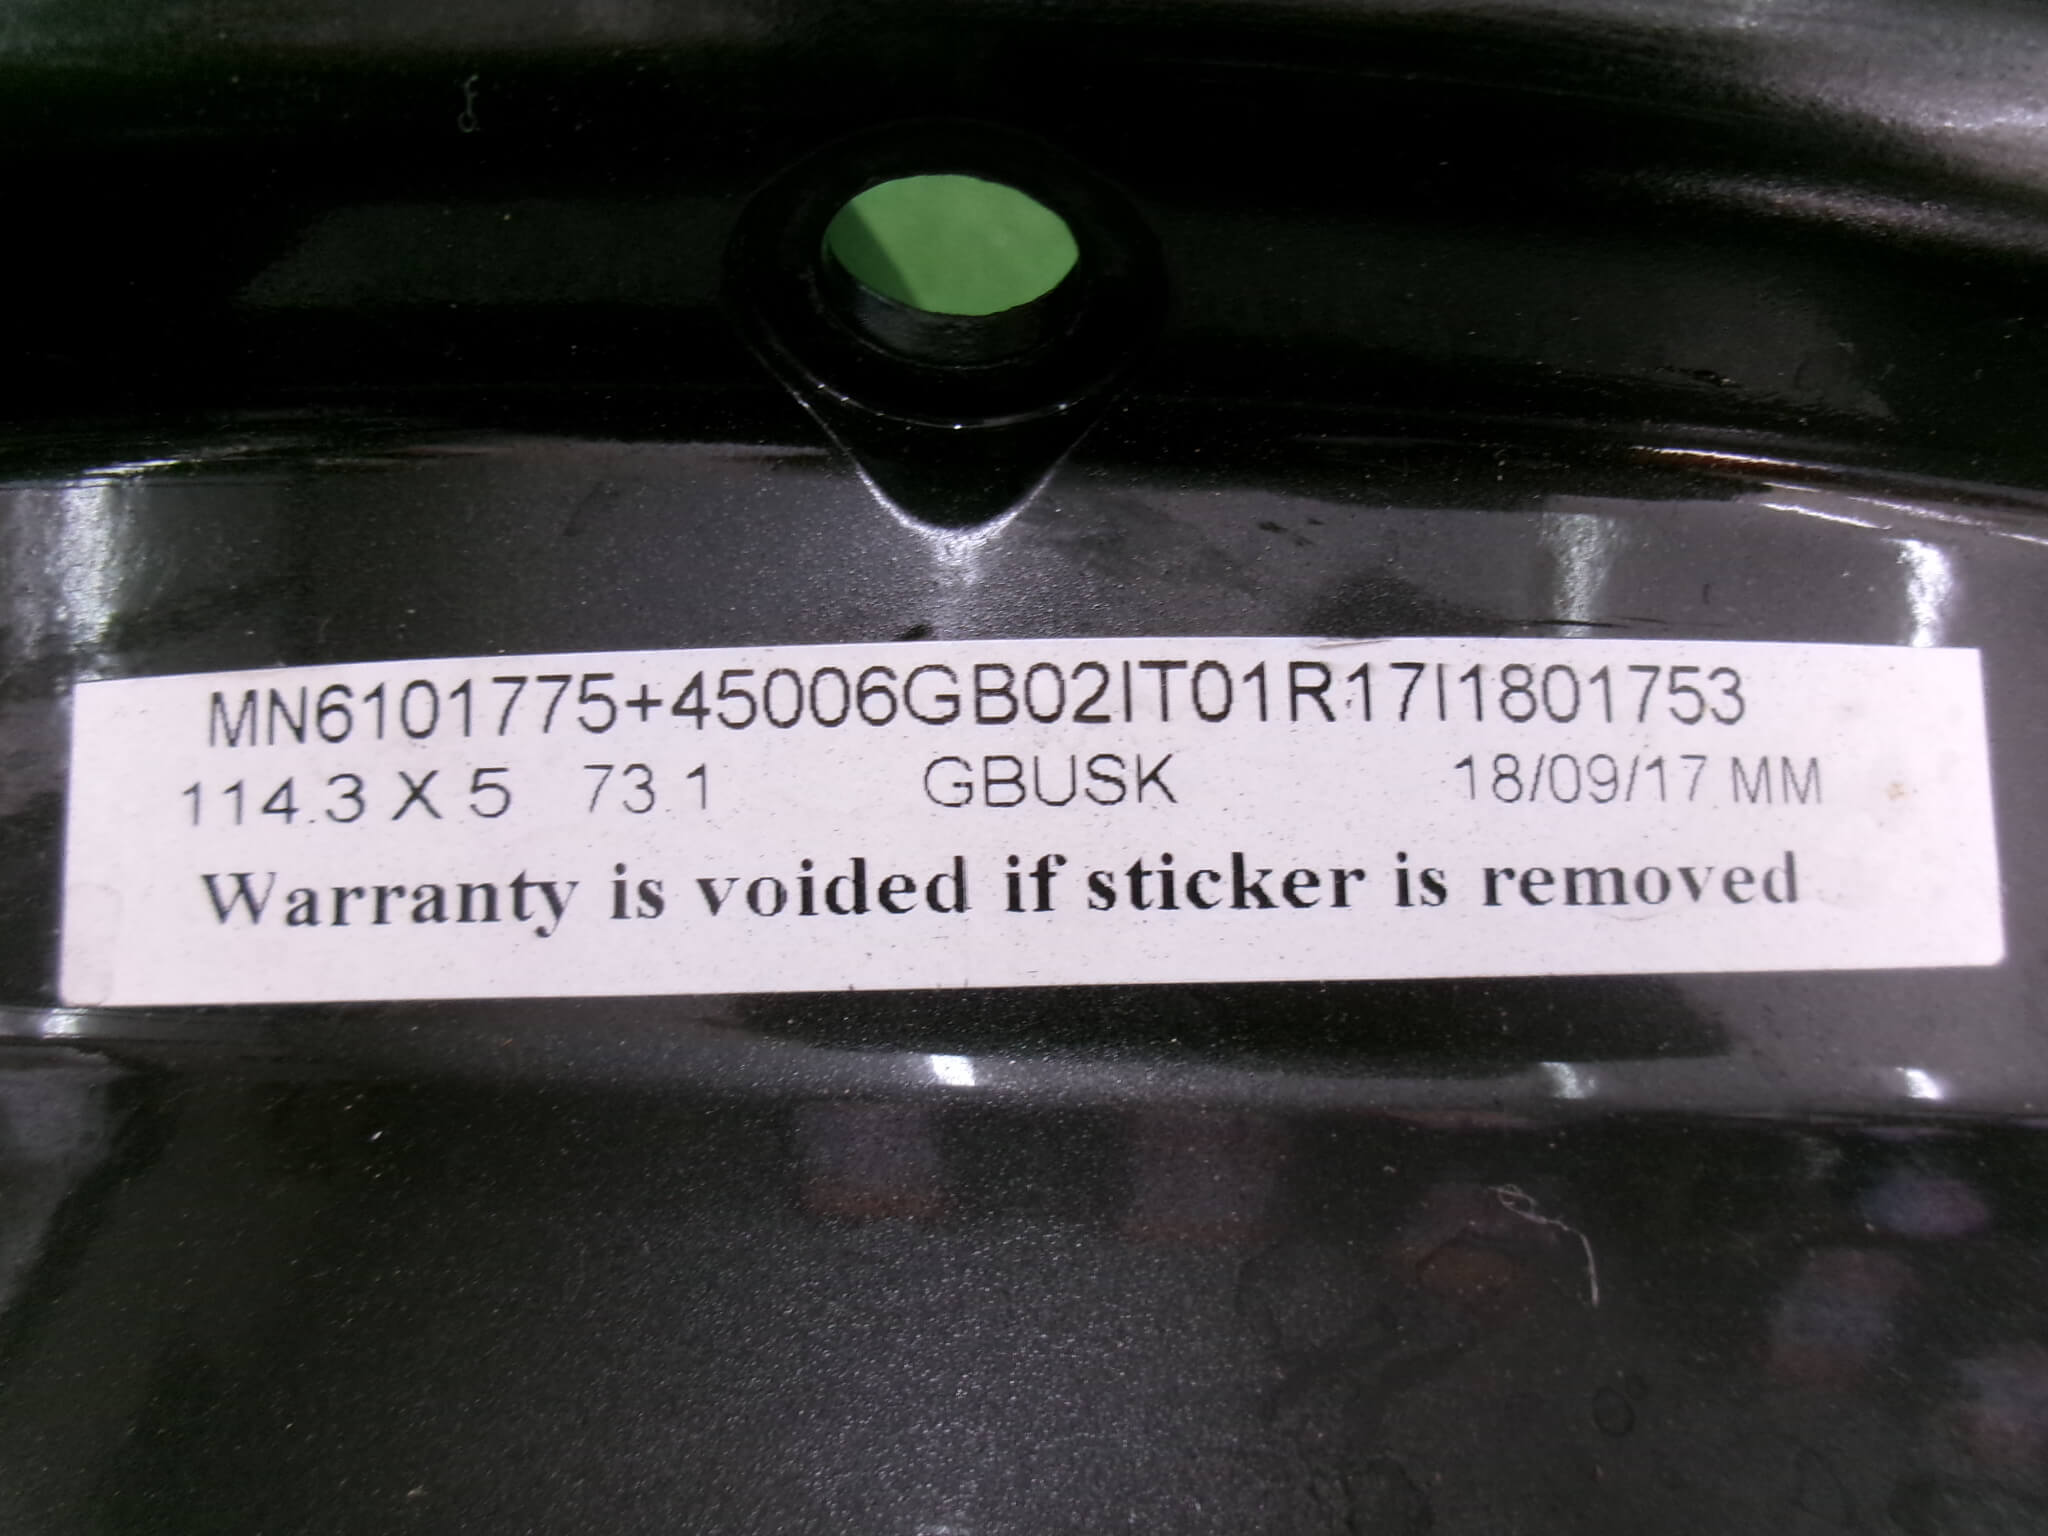 MN6101775+45006GB02IT01R17I1801753
114.3 X 5 73.1 GBUSK 18/09/17 MM
Warranty is voided if sticker is removed